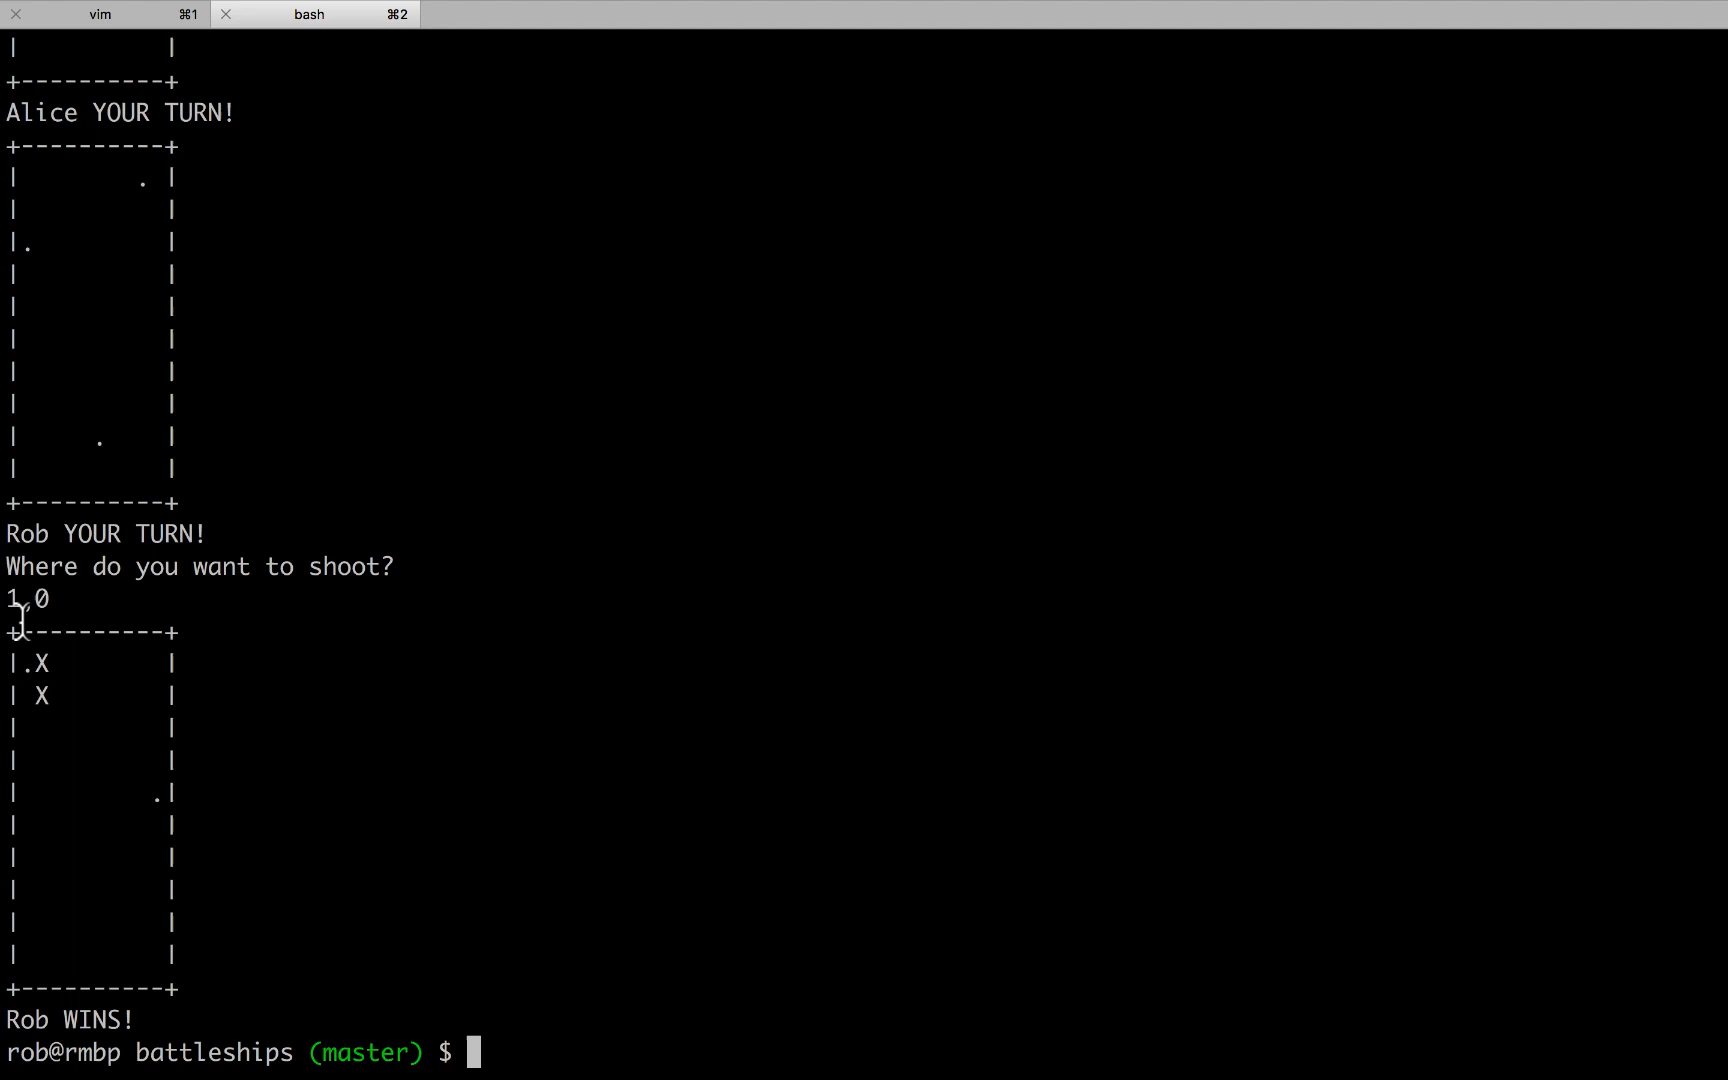 vim ⌘1 bash ⌘2
|          |
+----------+
Alice YOUR TURN!
+----------+
|        . |
|          |
|.         |
|          |
|          |
|          |
|          |
|          |
|     .    |
|          |
+----------+
Rob YOUR TURN!
Where do you want to shoot?
1,0
+----------+
|.X        |
| X        |
|          |
|          |
|         .|
|          |
|          |
|          |
|          |
|          |
+----------+
Rob WINS!
rob@rmbp battleships (master) $